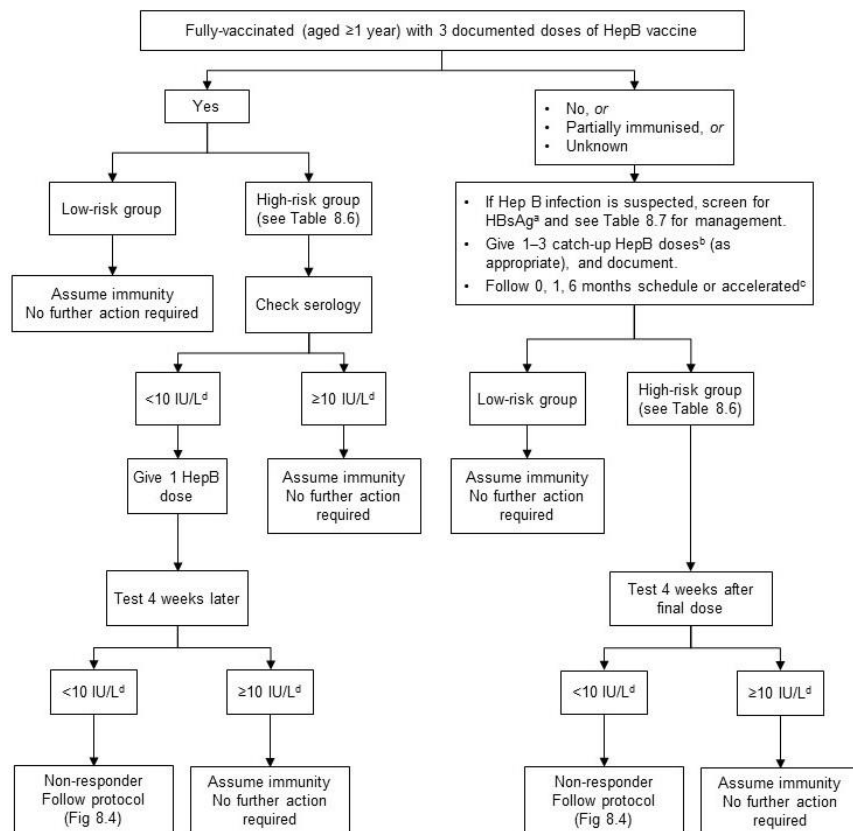 Fully-vaccinated (aged ≥1 year) with 3 documented doses of HepB vaccine
Yes
• No, or
• Partially immunised, or
• Unknown
Low-risk group
High-risk group
(see Table 8.6)
• If Hep B infection is suspected, screen for
HBsAgᵃ and see Table 8.7 for management.
• Give 1–3 catch-up HepB dosesᵇ (as
appropriate), and document.
• Follow 0, 1, 6 months schedule or acceleratedᶜ
Assume immunity
No further action required
Check serology
<10 IU/Lᵈ
≥10 IU/Lᵈ
Low-risk group
High-risk group
(see Table 8.6)
Give 1 HepB
dose
Assume immunity
No further action
required
Assume immunity
No further action
required
Test 4 weeks later
Test 4 weeks after
final dose
<10 IU/Lᵈ
≥10 IU/Lᵈ
<10 IU/Lᵈ
≥10 IU/Lᵈ
Non-responder
Follow protocol
(Fig 8.4)
Assume immunity
No further action
required
Non-responder
Follow protocol
(Fig 8.4)
Assume immunity
No further action
required